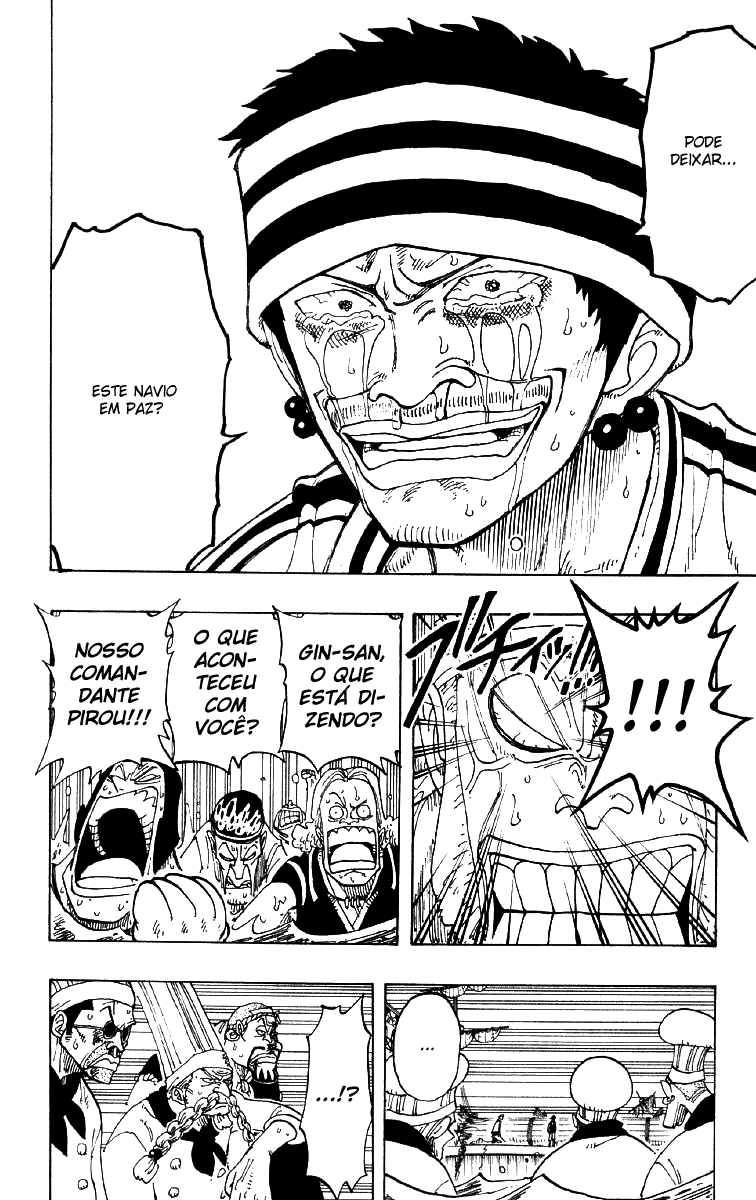 PODE
DEIXAR...
ESTE NAVIO
EM PAZ?
!!!
GIN-SAN,
O QUE
ESTÁ DI-
ZENDO?
O QUE
ACON-
TECEU
COM
VOCÊ?
NOSSO
COMAN-
DANTE
PIROU!!!
...
...!?